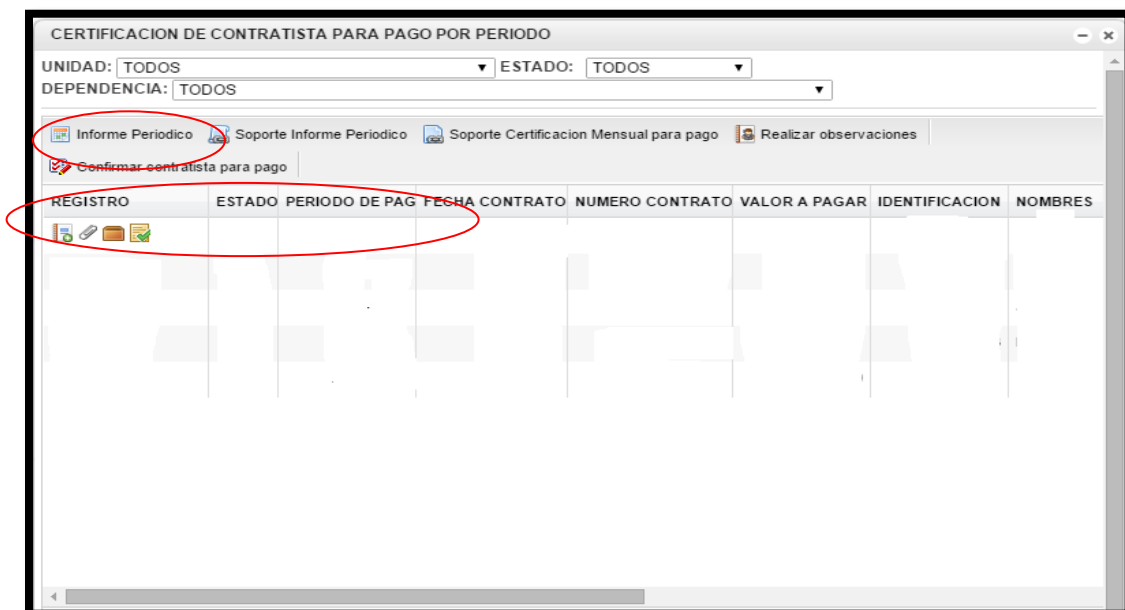 CERTIFICACION DE CONTRATISTA PARA PAGO POR PERIODO
UNIDAD: TODOS ESTADO: TODOS
DEPENDENCIA: TODOS
Informe Periodico Soporte Informe Periodico Soporte Certificacion Mensual para pago Realizar observaciones
Confirmar contratista para pago
REGISTRO ESTADO PERIODO DE PAG FECHA CONTRATO NUMERO CONTRATO VALOR A PAGAR IDENTIFICACION NOMBRES